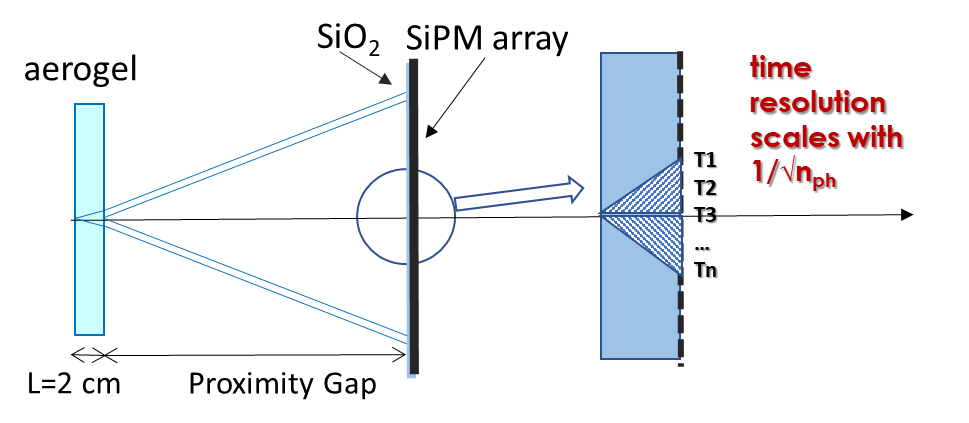 SiO₂ SiPM array
aerogel
time
resolution
scales with
1/√nₚₕ
T1
T2
T3
...
Tn
L=2 cm
Proximity Gap